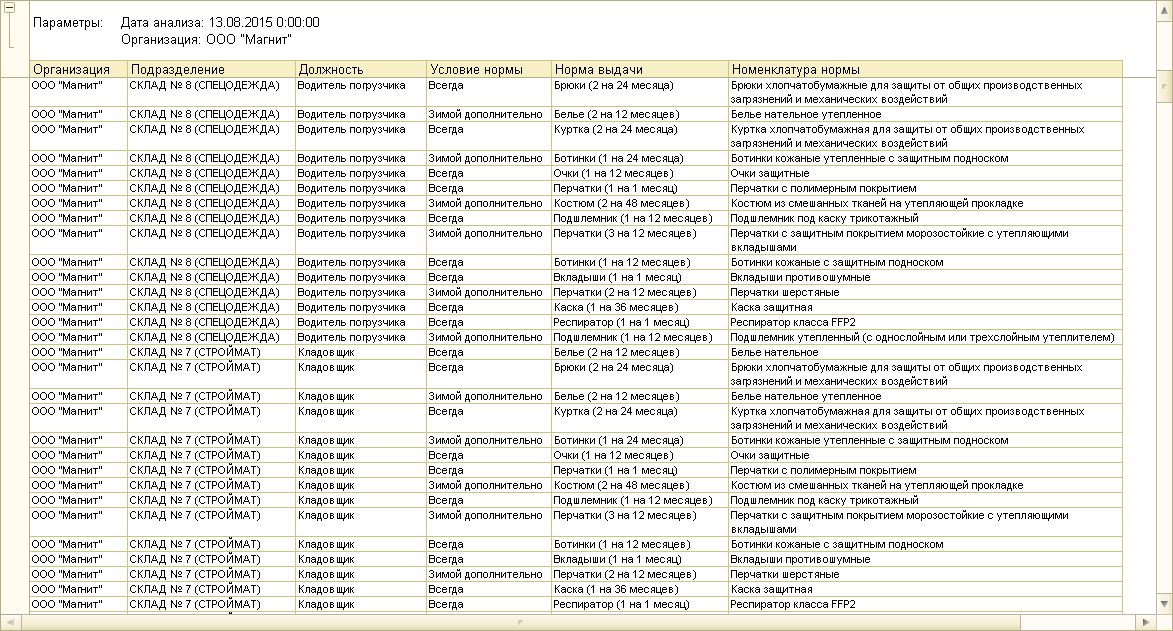 Параметры: Дата анализа: 13.08.2015 0:00:00
Организация: ООО "Магнит"
Организация Подразделение Должность Условие нормы Норма выдачи Номенклатура нормы
ООО "Магнит" СКЛАД № 8 (СПЕЦОДЕЖДА) Водитель погрузчика Всегда Брюки (2 на 24 месяца) Брюки хлопчатобумажные для защиты от общих производственных
загрязнений и механических воздействий
ООО "Магнит" СКЛАД № 8 (СПЕЦОДЕЖДА) Водитель погрузчика Зимой дополнительно Белье (2 на 12 месяцев) Белье нательное утепленное
ООО "Магнит" СКЛАД № 8 (СПЕЦОДЕЖДА) Водитель погрузчика Всегда Куртка (2 на 24 месяца) Куртка хлопчатобумажная для защиты от общих производственных
загрязнений и механических воздействий
ООО "Магнит" СКЛАД № 8 (СПЕЦОДЕЖДА) Водитель погрузчика Зимой дополнительно Ботинки (1 на 24 месяца) Ботинки кожаные утепленные с защитным подноском
ООО "Магнит" СКЛАД № 8 (СПЕЦОДЕЖДА) Водитель погрузчика Всегда Очки (1 на 12 месяцев) Очки защитные
ООО "Магнит" СКЛАД № 8 (СПЕЦОДЕЖДА) Водитель погрузчика Всегда Перчатки (1 на 1 месяц) Перчатки с полимерным покрытием
ООО "Магнит" СКЛАД № 8 (СПЕЦОДЕЖДА) Водитель погрузчика Зимой дополнительно Костюм (2 на 48 месяцев) Костюм из смешанных тканей на утепляющей прокладке
ООО "Магнит" СКЛАД № 8 (СПЕЦОДЕЖДА) Водитель погрузчика Всегда Подшлемник (1 на 12 месяцев) Подшлемник под каску трикотажный
ООО "Магнит" СКЛАД № 8 (СПЕЦОДЕЖДА) Водитель погрузчика Зимой дополнительно Перчатки (3 на 12 месяцев) Перчатки с защитным покрытием морозостойкие с утепляющими
вкладышами
ООО "Магнит" СКЛАД № 8 (СПЕЦОДЕЖДА) Водитель погрузчика Всегда Ботинки (1 на 12 месяцев) Ботинки кожаные с защитным подноском
ООО "Магнит" СКЛАД № 8 (СПЕЦОДЕЖДА) Водитель погрузчика Всегда Вкладыши (1 на 1 месяц) Вкладыши противошумные
ООО "Магнит" СКЛАД № 8 (СПЕЦОДЕЖДА) Водитель погрузчика Зимой дополнительно Перчатки (2 на 12 месяцев) Перчатки шерстяные
ООО "Магнит" СКЛАД № 8 (СПЕЦОДЕЖДА) Водитель погрузчика Всегда Каска (1 на 36 месяцев) Каска защитная
ООО "Магнит" СКЛАД № 8 (СПЕЦОДЕЖДА) Водитель погрузчика Всегда Респиратор (1 на 1 месяц) Респиратор класса FFP2
ООО "Магнит" СКЛАД № 8 (СПЕЦОДЕЖДА) Водитель погрузчика Зимой дополнительно Подшлемник (1 на 12 месяцев) Подшлемник утепленный (с однослойным или трехслойным утеплителем)
ООО "Магнит" СКЛАД № 7 (СТРОЙМАТ) Кладовщик Всегда Белье (2 на 12 месяцев) Белье нательное
ООО "Магнит" СКЛАД № 7 (СТРОЙМАТ) Кладовщик Всегда Брюки (2 на 24 месяца) Брюки хлопчатобумажные для защиты от общих производственных
загрязнений и механических воздействий
ООО "Магнит" СКЛАД № 7 (СТРОЙМАТ) Кладовщик Зимой дополнительно Белье (2 на 12 месяцев) Белье нательное утепленное
ООО "Магнит" СКЛАД № 7 (СТРОЙМАТ) Кладовщик Всегда Куртка (2 на 24 месяца) Куртка хлопчатобумажная для защиты от общих производственных
загрязнений и механических воздействий
ООО "Магнит" СКЛАД № 7 (СТРОЙМАТ) Кладовщик Зимой дополнительно Ботинки (1 на 24 месяца) Ботинки кожаные утепленные с защитным подноском
ООО "Магнит" СКЛАД № 7 (СТРОЙМАТ) Кладовщик Всегда Очки (1 на 12 месяцев) Очки защитные
ООО "Магнит" СКЛАД № 7 (СТРОЙМАТ) Кладовщик Всегда Перчатки (1 на 1 месяц) Перчатки с полимерным покрытием
ООО "Магнит" СКЛАД № 7 (СТРОЙМАТ) Кладовщик Зимой дополнительно Костюм (2 на 48 месяцев) Костюм из смешанных тканей на утепляющей прокладке
ООО "Магнит" СКЛАД № 7 (СТРОЙМАТ) Кладовщик Всегда Подшлемник (1 на 12 месяцев) Подшлемник под каску трикотажный
ООО "Магнит" СКЛАД № 7 (СТРОЙМАТ) Кладовщик Зимой дополнительно Перчатки (3 на 12 месяцев) Перчатки с защитным покрытием морозостойкие с утепляющими
вкладышами
ООО "Магнит" СКЛАД № 7 (СТРОЙМАТ) Кладовщик Всегда Ботинки (1 на 12 месяцев) Ботинки кожаные с защитным подноском
ООО "Магнит" СКЛАД № 7 (СТРОЙМАТ) Кладовщик Всегда Вкладыши (1 на 1 месяц) Вкладыши противошумные
ООО "Магнит" СКЛАД № 7 (СТРОЙМАТ) Кладовщик Зимой дополнительно Перчатки (2 на 12 месяцев) Перчатки шерстяные
ООО "Магнит" СКЛАД № 7 (СТРОЙМАТ) Кладовщик Всегда Каска (1 на 36 месяцев) Каска защитная
ООО "Магнит" СКЛАД № 7 (СТРОЙМАТ) Кладовщик Всегда Респиратор (1 на 1 месяц) Респиратор класса FFP2